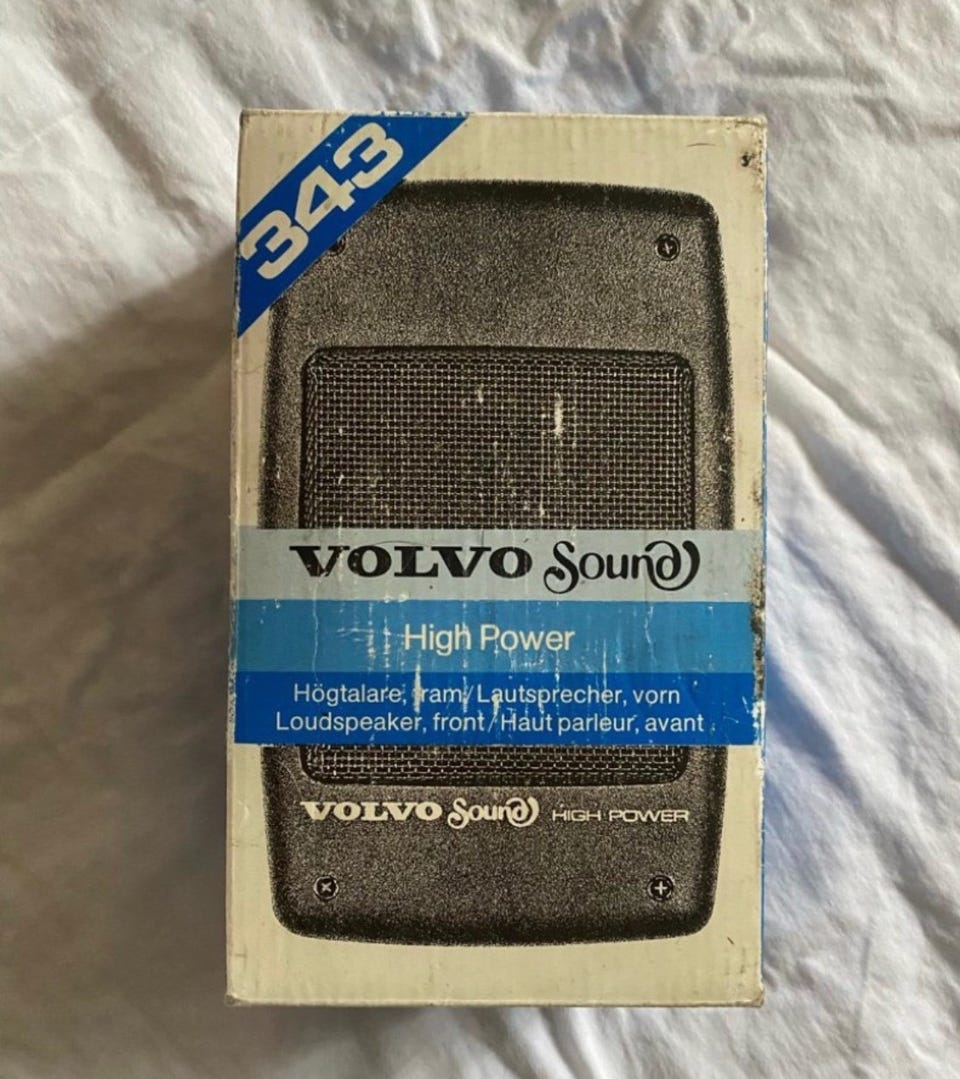 343
VOLVO Sound
High Power
Högtalare, fram/Lautsprecher, vorn
Loudspeaker, front/Haut parleur, avant
VOLVO Sound HIGH POWER